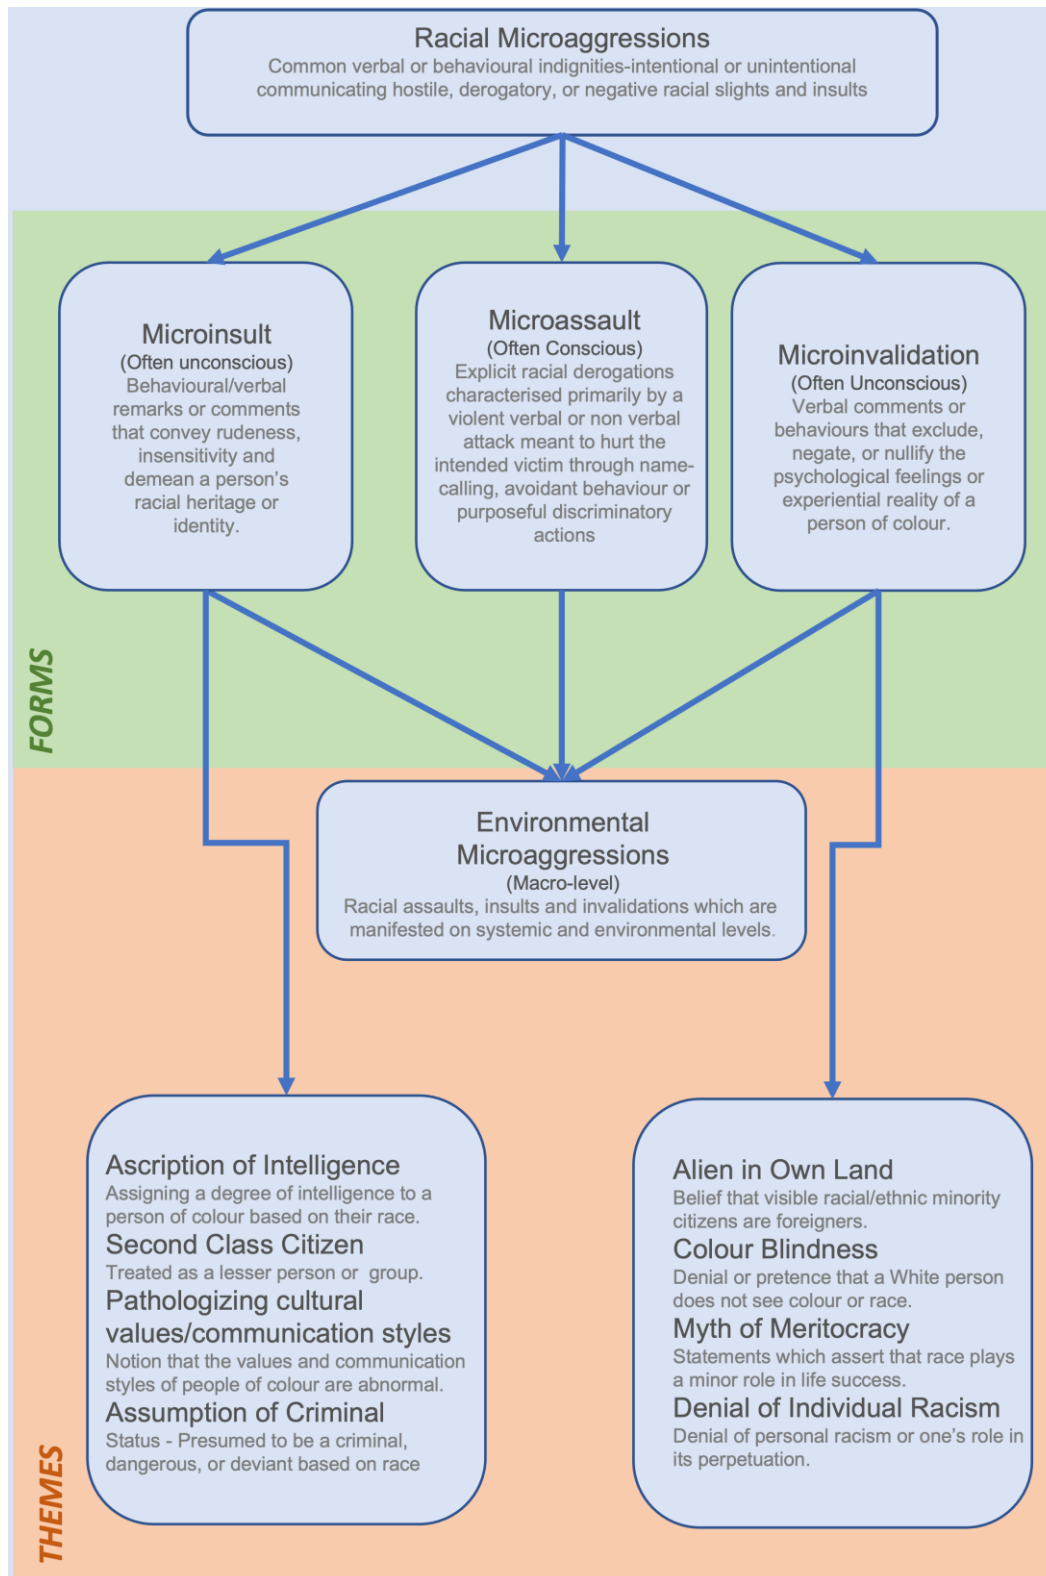 Racial Microaggressions
Common verbal or behavioural indignities-intentional or unintentional
communicating hostile, derogatory, or negative racial slights and insults
Microinsult
(Often unconscious)
Behavioural/verbal
remarks or comments
that convey rudeness,
insensitivity and
demean a person's
racial heritage or
identity.
Microassault
(Often Conscious)
Explicit racial derogations
characterised primarily by a
violent verbal or non verbal
attack meant to hurt the
intended victim through name-
calling, avoidant behaviour or
purposeful discriminatory
actions
Microinvalidation
(Often Unconscious)
Verbal comments or
behaviours that exclude,
negate, or nullify the
psychological feelings or
experiential reality of a
person of colour.
FORMS
Environmental
Microaggressions
(Macro-level)
Racial assaults, insults and invalidations which are
manifested on systemic and environmental levels.
Ascription of Intelligence
Assigning a degree of intelligence to a
person of colour based on their race.
Second Class Citizen
Treated as a lesser person or group.
Pathologizing cultural
values/communication styles
Notion that the values and communication
styles of people of colour are abnormal.
Assumption of Criminal
Status - Presumed to be a criminal,
dangerous, or deviant based on race
Alien in Own Land
Belief that visible racial/ethnic minority
citizens are foreigners.
Colour Blindness
Denial or pretence that a White person
does not see colour or race.
Myth of Meritocracy
Statements which assert that race plays
a minor role in life success.
Denial of Individual Racism
Denial of personal racism or one's role in
its perpetuation.
THEMES